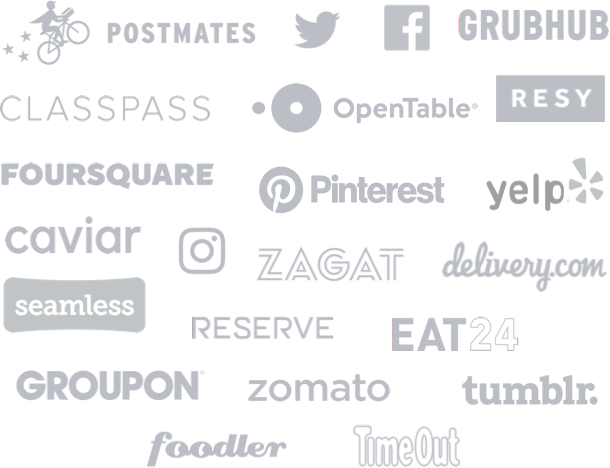 POSTMATES
GRUBHUB
CLASSPASS
OpenTable®
RESY
FOURSQUARE
Pinterest
yelp
caviar
ZAGAT
delivery.com
seamless
RESERVE
EAT24
GROUPON
zomato
tumblr.
foodler
TimeOut